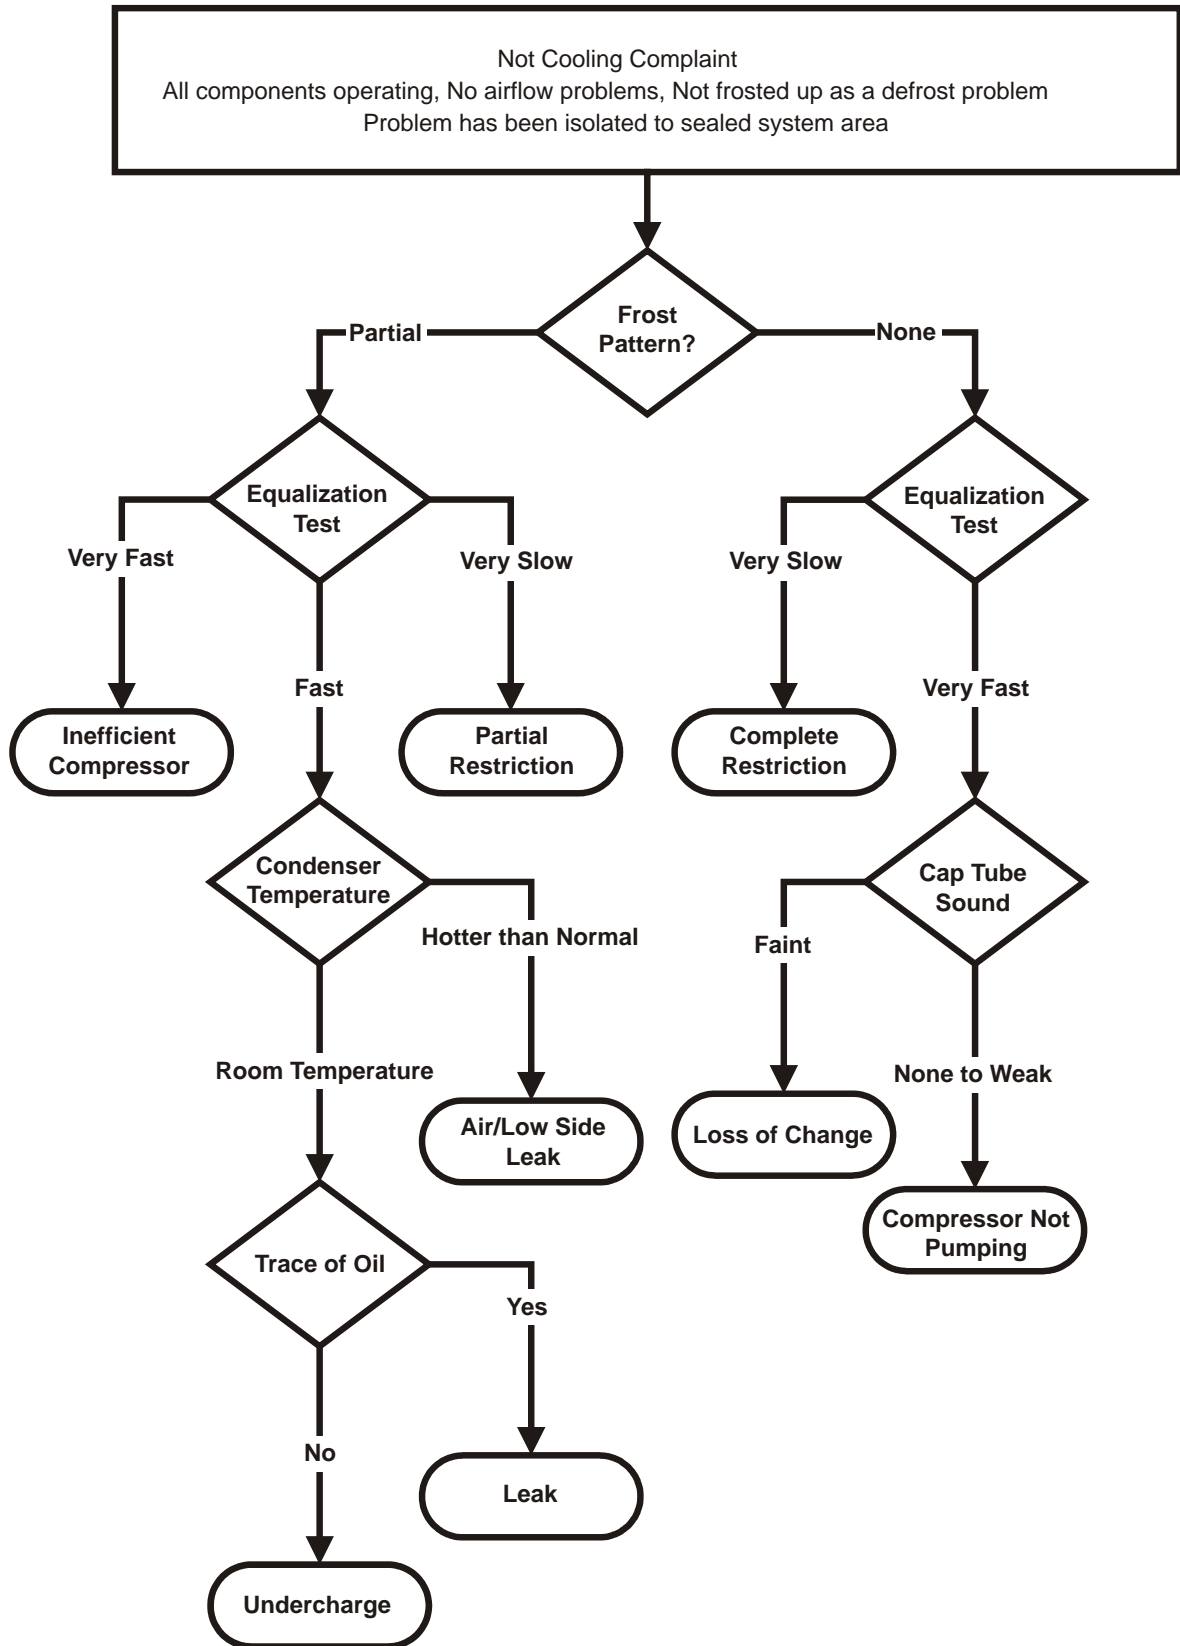 Not Cooling Complaint
All components operating, No airflow problems, Not frosted up as a defrost problem
Problem has been isolated to sealed system area
Frost
Pattern?
Partial
None
Equalization
Test
Equalization
Test
Very Fast
Very Slow
Very Slow
Fast
Very Fast
Inefficient
Compressor
Partial
Restriction
Complete
Restriction
Condenser
Temperature
Cap Tube
Sound
Hotter than Normal
Faint
Room Temperature
None to Weak
Air/Low Side
Leak
Loss of Change
Compressor Not
Pumping
Trace of Oil
Yes
No
Leak
Undercharge